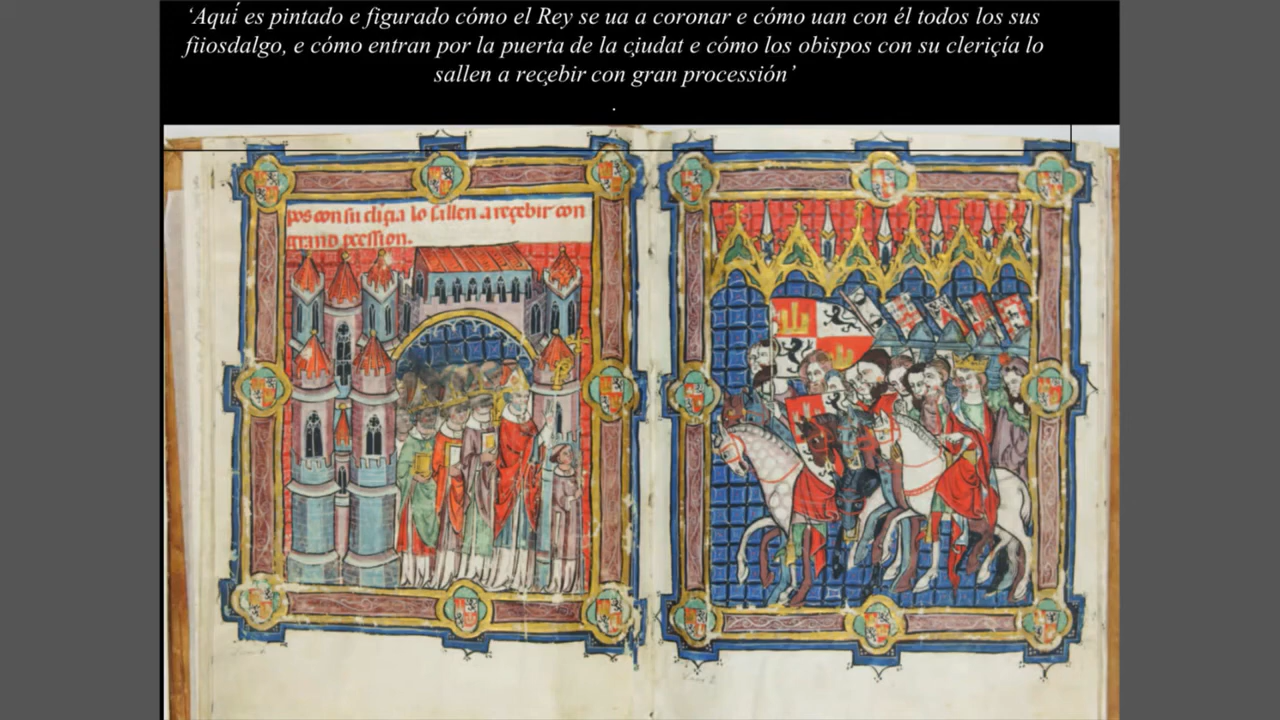 ‘Aquí es pintado e figurado cómo el Rey se ua a coronar e cómo uan con él todos los sus
fiiosdalgo, e cómo entran por la puerta de la çiudat e cómo los obispos con su cleriçía lo
sallen a reçebir con gran processión’
.
pos con su cliçia lo sallen a reçebir con
grand